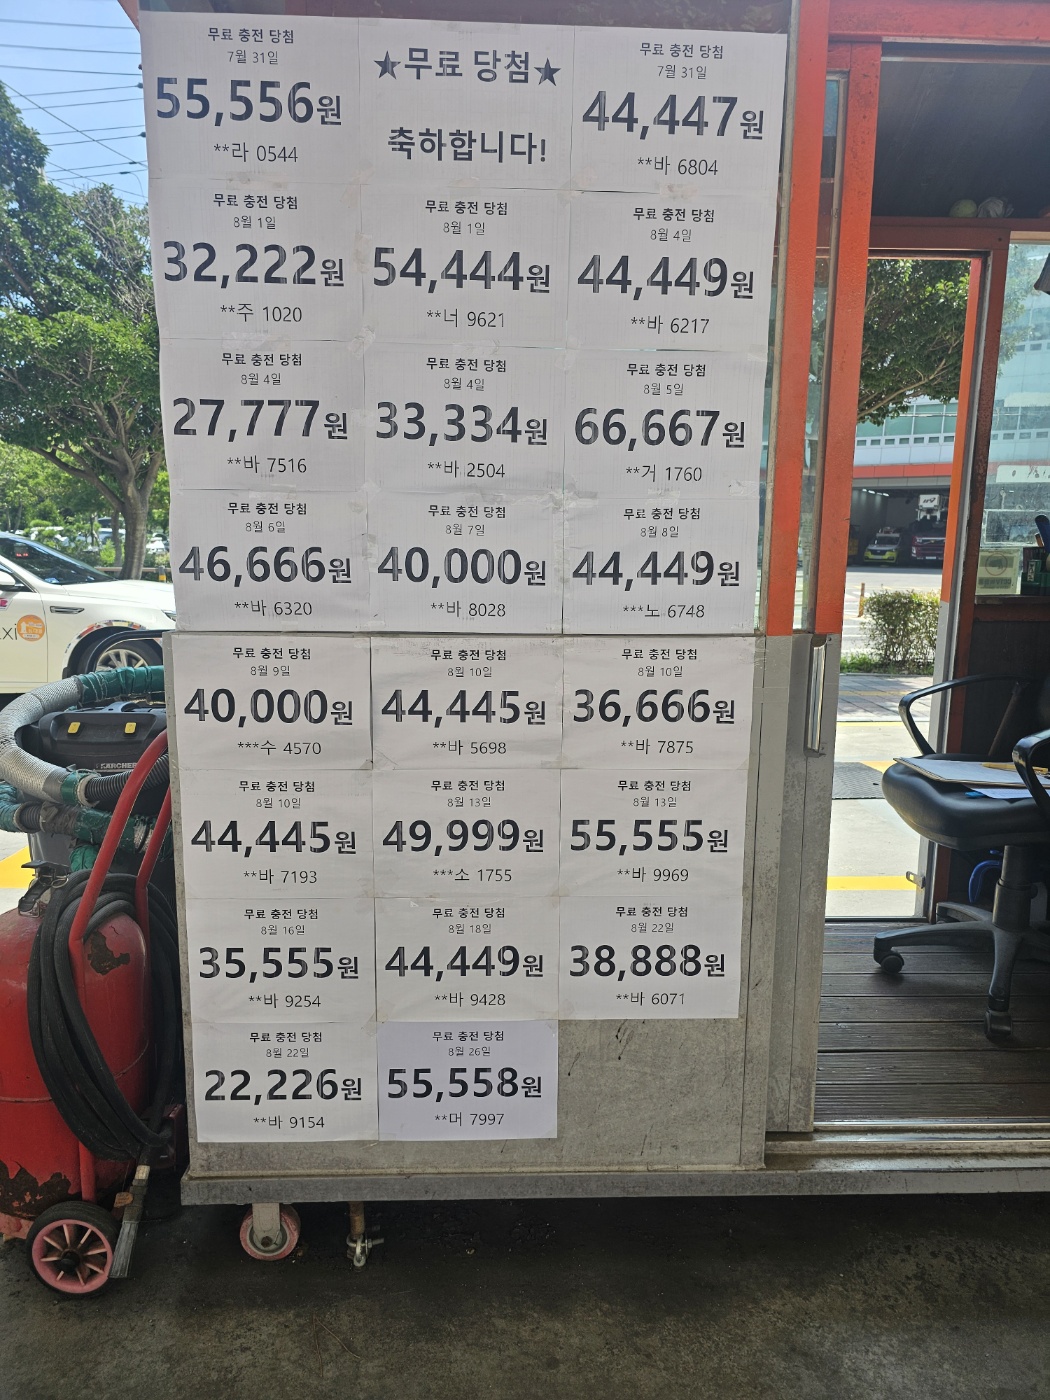 무료 충전 당첨
7월 31일
55,556원
**라 0544
★무료 당첨★
축하합니다!
무료 충전 당첨
7월 31일
44,447원
**바 6804
무료 충전 당첨
8월 1일
32,222원
**주 1020
무료 충전 당첨
8월 1일
54,444원
**너 9621
무료 충전 당첨
8월 4일
44,449원
**바 6217
무료 충전 당첨
8월 4일
27,777원
**바 7516
무료 충전 당첨
8월 4일
33,334원
**바 2504
무료 충전 당첨
8월 5일
66,667원
**거 1760
무료 충전 당첨
8월 6일
46,666원
**바 6320
무료 충전 당첨
8월 7일
40,000원
**바 8028
무료 충전 당첨
8월 8일
44,449원
***노 6748
무료 충전 당첨
8월 9일
40,000원
***수 4570
무료 충전 당첨
8월 10일
44,445원
**바 5698
무료 충전 당첨
8월 10일
36,666원
**바 7875
무료 충전 당첨
8월 10일
44,445원
**바 7193
무료 충전 당첨
8월 13일
49,999원
***소 1755
무료 충전 당첨
8월 13일
55,555원
**바 9969
무료 충전 당첨
8월 16일
35,555원
**바 9254
무료 충전 당첨
8월 18일
44,449원
**바 9428
무료 충전 당첨
8월 22일
38,888원
**바 6071
무료 충전 당첨
8월 22일
22,226원
**바 9154
무료 충전 당첨
8월 26일
55,558원
**머 7997
KÄRCHER